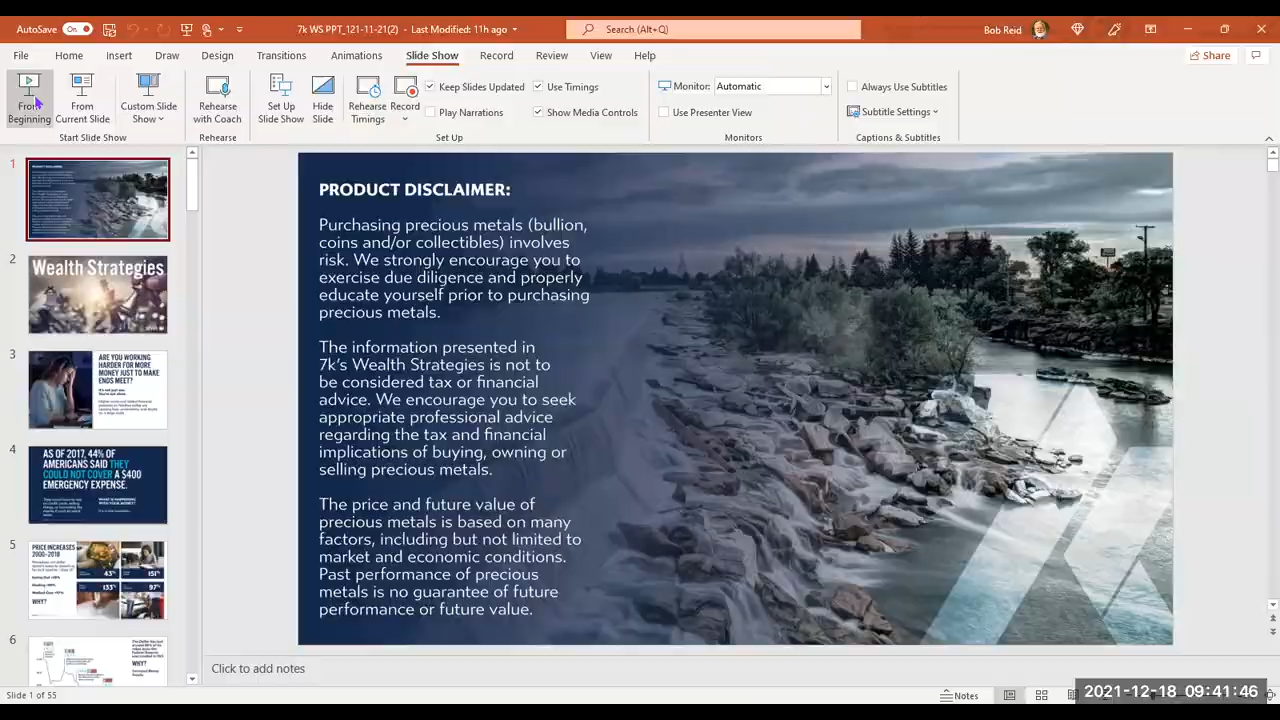 AutoSave On 7k WS PPT_121-11-21(2) - Last Modified: 11h ago Search (Alt+Q) Bob Reid
File Home Insert Draw Design Transitions Animations Slide Show Record Review View Help Share
From Beginning
From Current Slide
Custom Slide Show
Start Slide Show
Rehearse with Coach
Rehearse
Set Up Slide Show
Hide Slide
Rehearse Timings
Record
Keep Slides Updated
Use Timings
Play Narrations
Show Media Controls
Set Up
Monitor: Automatic
Use Presenter View
Monitors
Always Use Subtitles
Subtitle Settings
Captions & Subtitles
1
2
Wealth Strategies
3
ARE YOU WORKING
HARDER FOR MORE
MONEY JUST TO MAKE
ENDS MEET?
4
AS OF 2017, 44% OF
AMERICANS SAID THEY
COULD NOT COVER A $400
EMERGENCY EXPENSE.
5
PRICE INCREASES
2000-2018
43%
151%
133%
97%
WHY?
6
WHY?
PRODUCT DISCLAIMER:
Purchasing precious metals (bullion,
coins and/or collectibles) involves
risk. We strongly encourage you to
exercise due diligence and properly
educate yourself prior to purchasing
precious metals.
The information presented in
7k's Wealth Strategies is not to
be considered tax or financial
advice. We encourage you to seek
appropriate professional advice
regarding the tax and financial
implications of buying, owning or
selling precious metals.
The price and future value of
precious metals is based on many
factors, including but not limited to
market and economic conditions.
Past performance of precious
metals is no guarantee of future
performance or future value.
Click to add notes
Slide 1 of 55
Notes
2021-12-18 09:41:46